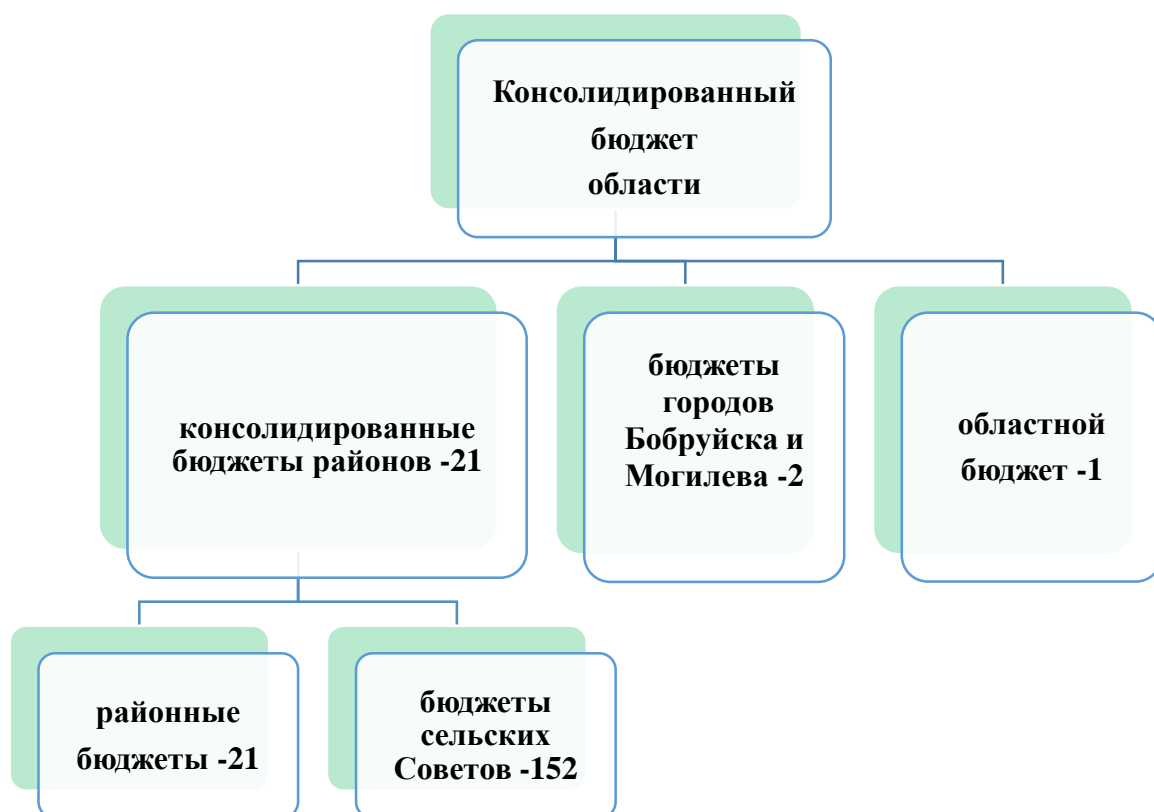 Консолидированный
бюджет
области
консолидированные
бюджеты районов -21
бюджеты
городов
Бобруйска и
Могилева -2
областной
бюджет -1
районные
бюджеты -21
бюджеты
сельских
Советов -152